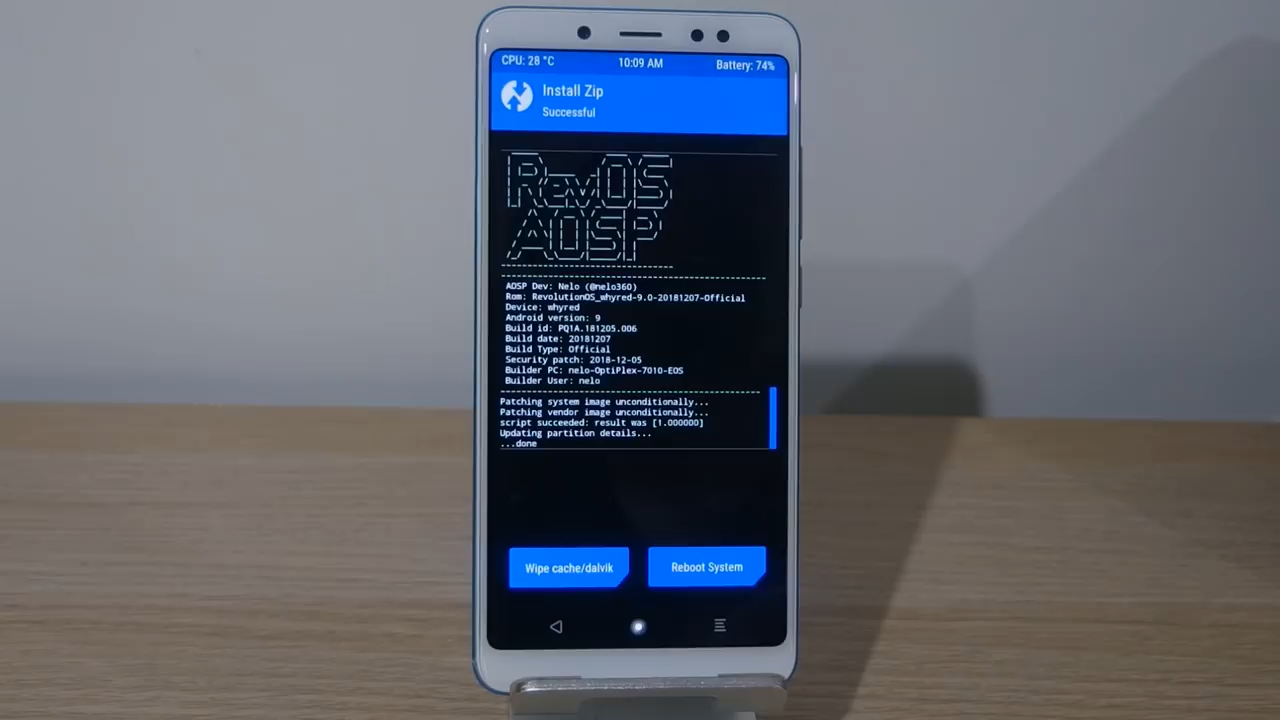 CPU: 28 °C 10:09 AM Battery: 74%
Install Zip
Successful
RevOS
AOSP
AOSP Dev: Nelo (@nelo360)
Rom: RevolutionOS_whyred-9.0-20181207-Official
Device: whyred
Android version: 9
Build id: PQ1A.181205.006
Build date: 20181207
Build Type: Official
Security patch: 2018-12-05
Builder PC: nelo-OptiPlex-7010-EOS
Builder User: nelo
Patching system image unconditionally...
Patching vendor image unconditionally...
script succeeded: result was [1.000000]
Updating partition details...
...done
Wipe cache/dalvik Reboot System